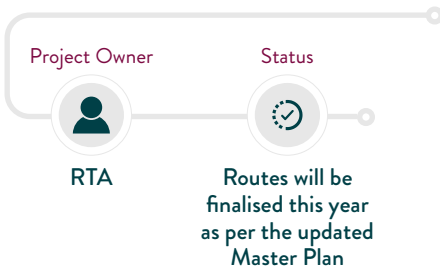 Project Owner
Status
RTA
Routes will be
finalised this year
as per the updated
Master Plan